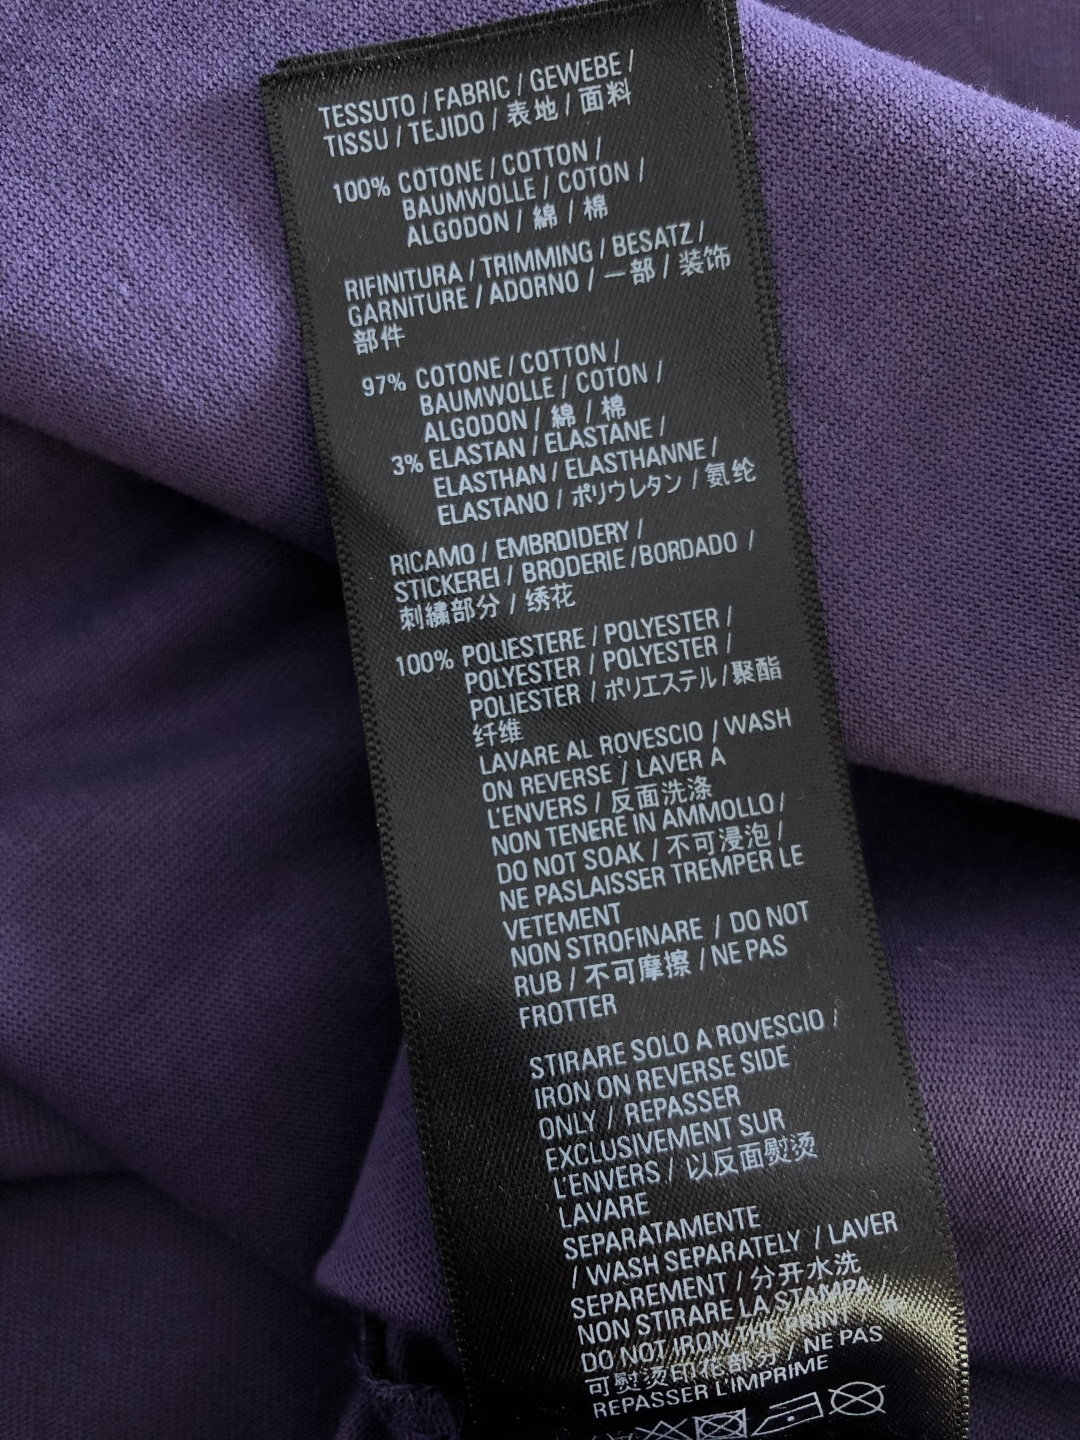 TESSUTO / FABRIC / GEWEBE /
TISSU / TEJIDO / 表地 / 面料
100% COTONE / COTTON /
BAUMWOLLE / COTON /
ALGODON / 綿 / 棉
RIFINITURA / TRIMMING / BESATZ /
GARNITURE / ADORNO / 一部 / 装饰
部件
97% COTONE / COTTON /
BAUMWOLLE / COTON /
ALGODON / 綿 / 棉
3% ELASTAN / ELASTANE /
ELASTHAN / ELASTHANNE /
ELASTANO / ポリウレタン / 氨纶
RICAMO / EMBRDIDERY /
STICKEREI / BRODERIE /BORDADO /
刺繍部分 / 绣花
100% POLIESTERE / POLYESTER /
POLYESTER / POLYESTER /
POLIESTER / ポリエステル / 聚酯
纤维
LAVARE AL ROVESCIO / WASH
ON REVERSE / LAVER A
L'ENVERS / 反面洗涤
NON TENERE IN AMMOLLO /
DO NOT SOAK / 不可浸泡 /
NE PASLAISSER TREMPER LE
VETEMENT
NON STROFINARE / DO NOT
RUB / 不可摩擦 / NE PAS
FROTTER
STIRARE SOLO A ROVESCIO /
IRON ON REVERSE SIDE
ONLY / REPASSER
EXCLUSIVEMENT SUR
L'ENVERS / 以反面熨烫
LAVARE
SEPARATAMENTE
/ WASH SEPARATELY / LAVER
SEPAREMENT / 分开水洗
NON STIRARE LA STAMPA /
DO NOT IRON THE PRINT
可熨烫印花部分 / NE PAS
REPASSER L'IMPRIME